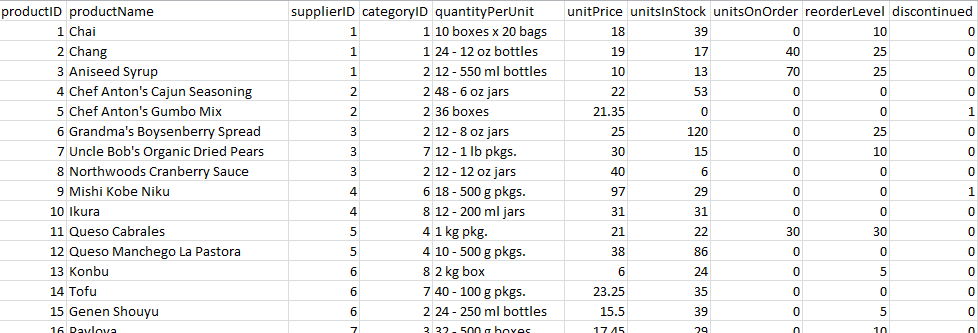 productID productName supplierID categoryID quantityPerUnit unitPrice unitsInStock unitsOnOrder reorderLevel discontinued
1 Chai 1 1 10 boxes x 20 bags 18 39 0 10 0
2 Chang 1 1 24 - 12 oz bottles 19 17 40 25 0
3 Aniseed Syrup 1 2 12 - 550 ml bottles 10 13 70 25 0
4 Chef Anton's Cajun Seasoning 2 2 48 - 6 oz jars 22 53 0 0 0
5 Chef Anton's Gumbo Mix 2 2 36 boxes 21.35 0 0 0 1
6 Grandma's Boysenberry Spread 3 2 12 - 8 oz jars 25 120 0 25 0
7 Uncle Bob's Organic Dried Pears 3 7 12 - 1 lb pkgs. 30 15 0 10 0
8 Northwoods Cranberry Sauce 3 2 12 - 12 oz jars 40 6 0 0 0
9 Mishi Kobe Niku 4 6 18 - 500 g pkgs. 97 29 0 0 1
10 Ikura 4 8 12 - 200 ml jars 31 31 0 0 0
11 Queso Cabrales 5 4 1 kg pkg. 21 22 30 30 0
12 Queso Manchego La Pastora 5 4 10 - 500 g pkgs. 38 86 0 0 0
13 Konbu 6 8 2 kg box 6 24 0 5 0
14 Tofu 6 7 40 - 100 g pkgs. 23.25 35 0 0 0
15 Genen Shouyu 6 2 24 - 250 ml bottles 15.5 39 0 5 0
16 Pavlova 7 3 32 - 500 g boxes 17.45 29 0 10 0